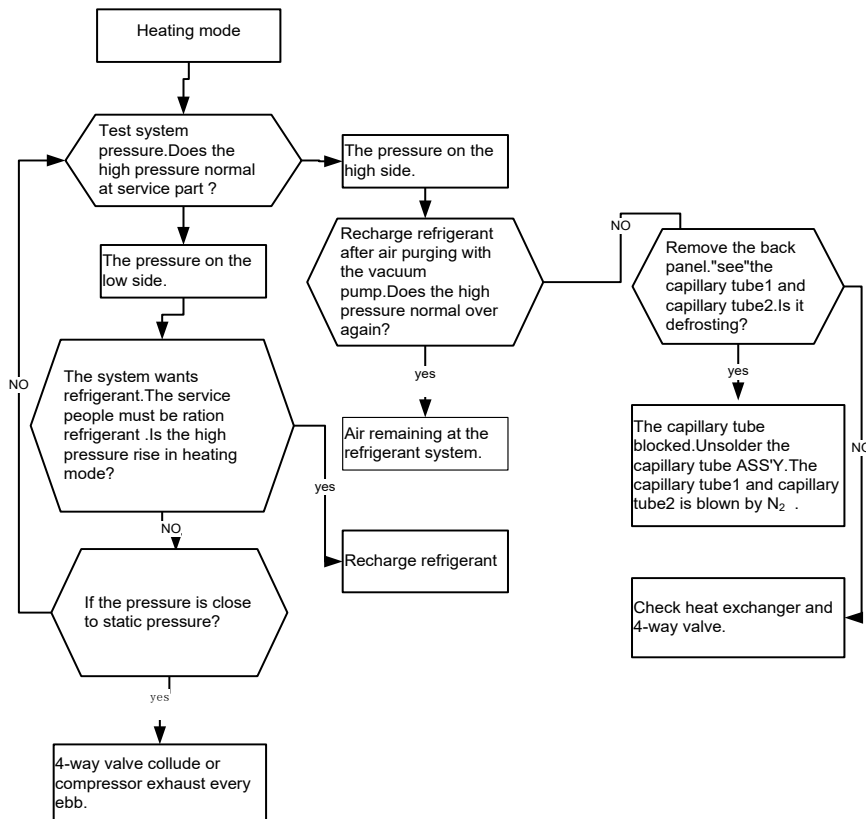 Heating mode
Test system
pressure.Does the
high pressure normal
at service part ?
The pressure on the
high side.
The pressure on the
low side.
Recharge refrigerant
after air purging with
the vacuum
pump.Does the high
pressure normal over
again?
NO
Remove the back
panel."see"the
capillary tube1 and
capillary tube2.Is it
defrosting?
yes
yes
NO
The system wants
refrigerant.The service
people must be ration
refrigerant .Is the high
pressure rise in heating
mode?
NO
Air remaining at the
refrigerant system.
The capillary tube
blocked.Unsolder the
capillary tube ASS'Y.The
capillary tube1 and capillary
tube2 is blown by N₂ .
NO
yes
Recharge refrigerant
If the pressure is close
to static pressure?
Check heat exchanger and
4-way valve.
yes
4-way valve collude or
compressor exhaust every
ebb.